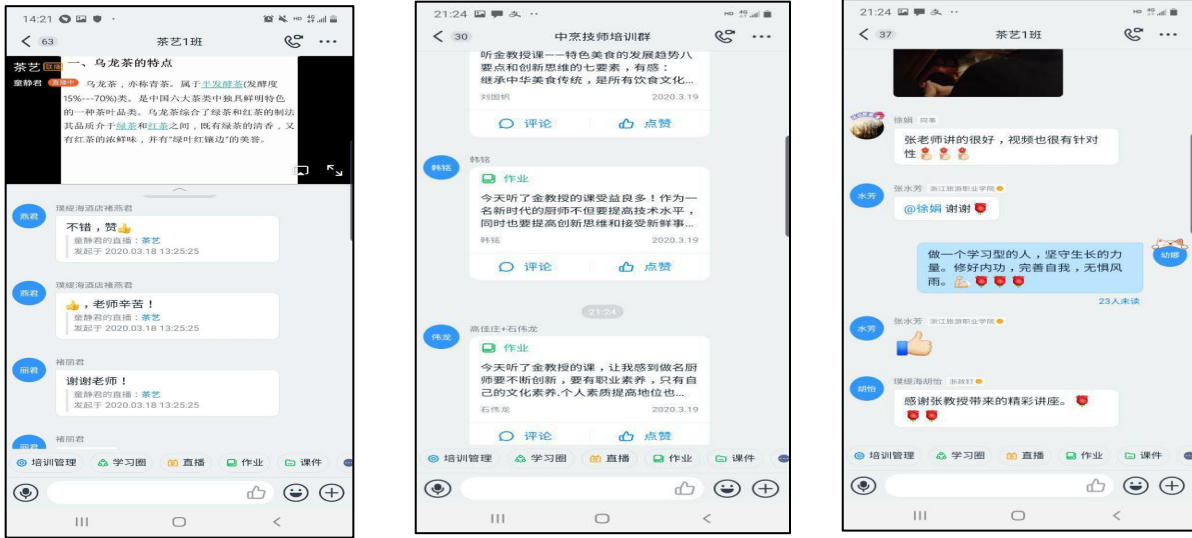 14:21
HD
63
茶艺1班
茶艺
联播
童静君
直播中
一、乌龙茶的特点
乌龙茶，亦称青茶。属于半发酵茶(发酵度
15%---70%)类。是中国六大茶类中独具鲜明特色
的一种茶叶品类。乌龙茶综合了绿茶和红茶的制法
其品质介于绿茶和红茶之间，既有绿茶的清香，又
有红茶的浓鲜味，并有“绿叶红镶边”的美誉。
燕君
璞缇海酒店褚燕君
不错，赞👍
童静君的直播：茶艺
发起于 2020.03.18 13:25:25
燕君
璞缇海酒店褚燕君
👍，老师辛苦！
童静君的直播：茶艺
发起于 2020.03.18 13:25:25
丽君
褚丽君
谢谢老师！
童静君的直播：茶艺
发起于 2020.03.18 13:25:25
丽君
褚丽君
培训管理 学习圈 直播 作业 课件
21:24
HD
30
中烹技师培训群
听金教授课——特色美食的发展趋势八
要点和创新思维的七要素，有感：
继承中华美食传统，是所有饮食文化...
刘国帆 2020.3.19
评论 点赞
韩铭
韩铭
作业
今天听了金教授的课受益良多！作为一
名新时代的厨师不但要提高技术水平，
同时也要提高创新思维和接受新鲜事...
韩铭 2020.3.19
评论 点赞
21:24
伟龙
高佳庄+石伟龙
作业
今天听了金教授的课，让我感到做名厨
师要不断创新，要有职业素养，只有自
己的文化素养.个人素质提高地位也...
石伟龙 2020.3.19
评论 点赞
培训管理 学习圈 直播 作业 课件
21:24
HD
37
茶艺1班
徐娟 同事
张老师讲的很好，视频也很有针对
性
水芳
张水芳 浙江旅游职业学院
@徐娟 谢谢🌹
幼娜
做一个学习型的人，坚守生长的力
量。修好内功，完善自我，无惧风
雨。💪🌹🌹🌹
23人未读
水芳
张水芳 浙江旅游职业学院
👍
胡怡
璞缇海胡怡 浙政钉
感谢张教授带来的精彩讲座。🌹
🌹🌹
培训管理 学习圈 直播 作业 课件